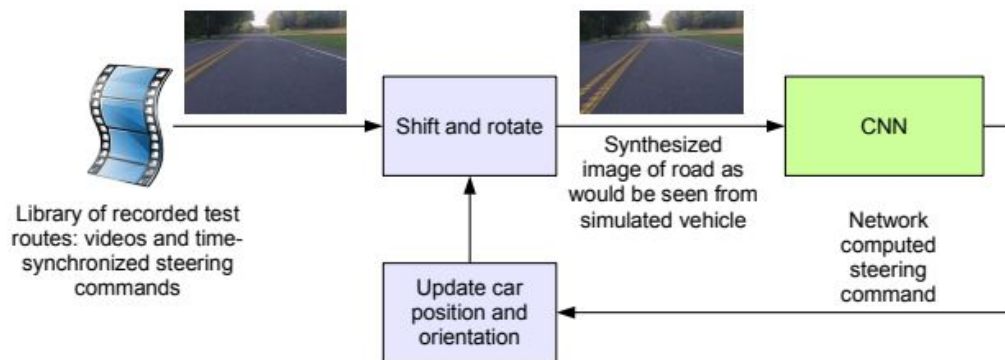 Shift and rotate
CNN
Synthesized
image of road as
would be seen from
simulated vehicle
Library of recorded test
routes: videos and time-
synchronized steering
commands
Network
computed
steering
command
Update car
position and
orientation